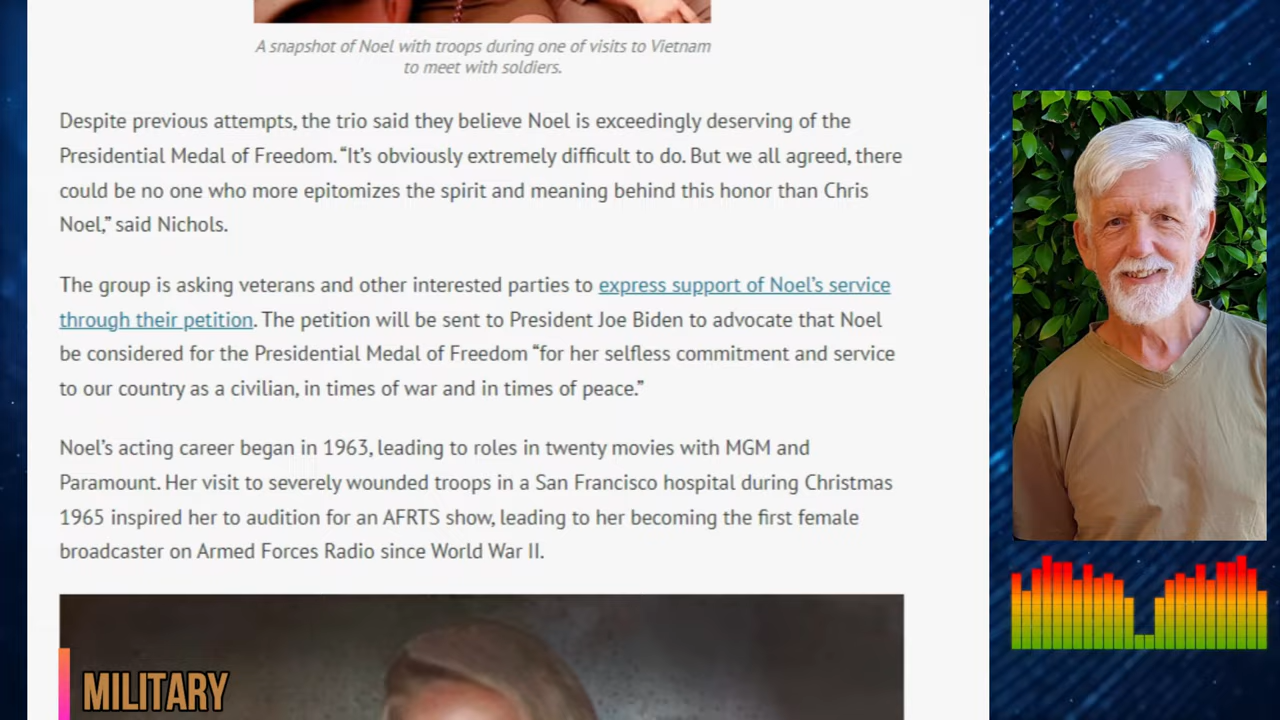 A snapshot of Noel with troops during one of visits to Vietnam
to meet with soldiers.
Despite previous attempts, the trio said they believe Noel is exceedingly deserving of the
Presidential Medal of Freedom. “It’s obviously extremely difficult to do. But we all agreed, there
could be no one who more epitomizes the spirit and meaning behind this honor than Chris
Noel,” said Nichols.
The group is asking veterans and other interested parties to express support of Noel’s service
through their petition. The petition will be sent to President Joe Biden to advocate that Noel
be considered for the Presidential Medal of Freedom “for her selfless commitment and service
to our country as a civilian, in times of war and in times of peace.”
Noel’s acting career began in 1963, leading to roles in twenty movies with MGM and
Paramount. Her visit to severely wounded troops in a San Francisco hospital during Christmas
1965 inspired her to audition for an AFRTS show, leading to her becoming the first female
broadcaster on Armed Forces Radio since World War II.
MILITARY